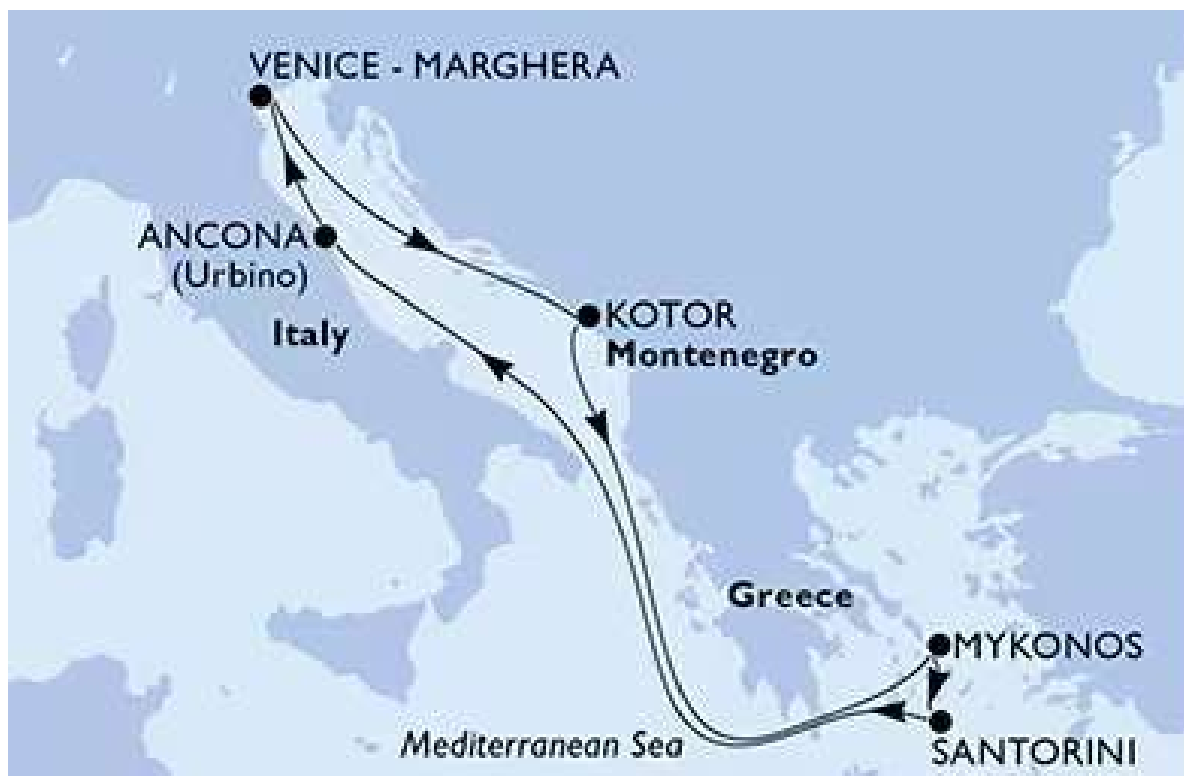 VENICE - MARGHERA
ANCONA
(Urbino)
Italy
KOTOR
Montenegro
Greece
MYKONOS
SANTORINI
Mediterranean Sea